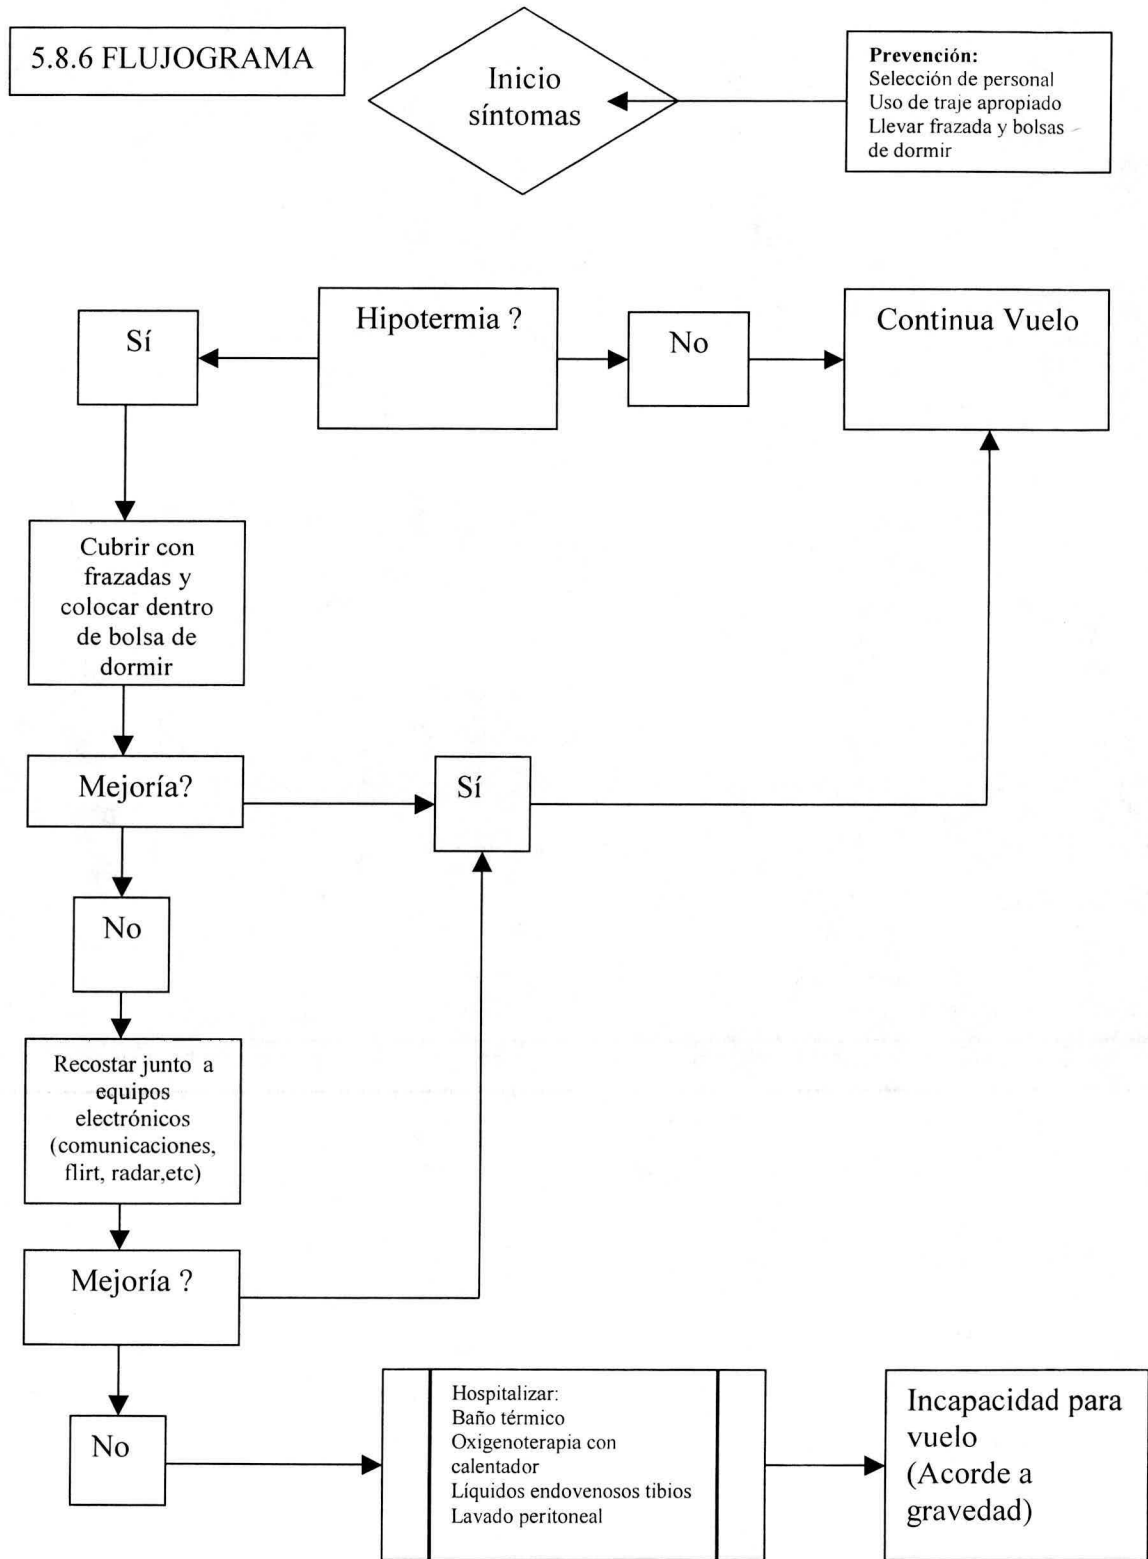 5.8.6 FLUJOGRAMA
Inicio
síntomas
Prevención:
Selección de personal
Uso de traje apropiado
Llevar frazada y bolsas
de dormir
Sí
Hipotermia ?
No
Continua Vuelo
Cubrir con
frazadas y
colocar dentro
de bolsa de
dormir
Mejoría?
Sí
No
Recostar junto a
equipos
electrónicos
(comunicaciones,
flirt, radar,etc)
Mejoría ?
No
Hospitalizar:
Baño térmico
Oxigenoterapia con
calentador
Líquidos endovenosos tibios
Lavado peritoneal
Incapacidad para
vuelo
(Acorde a
gravedad)